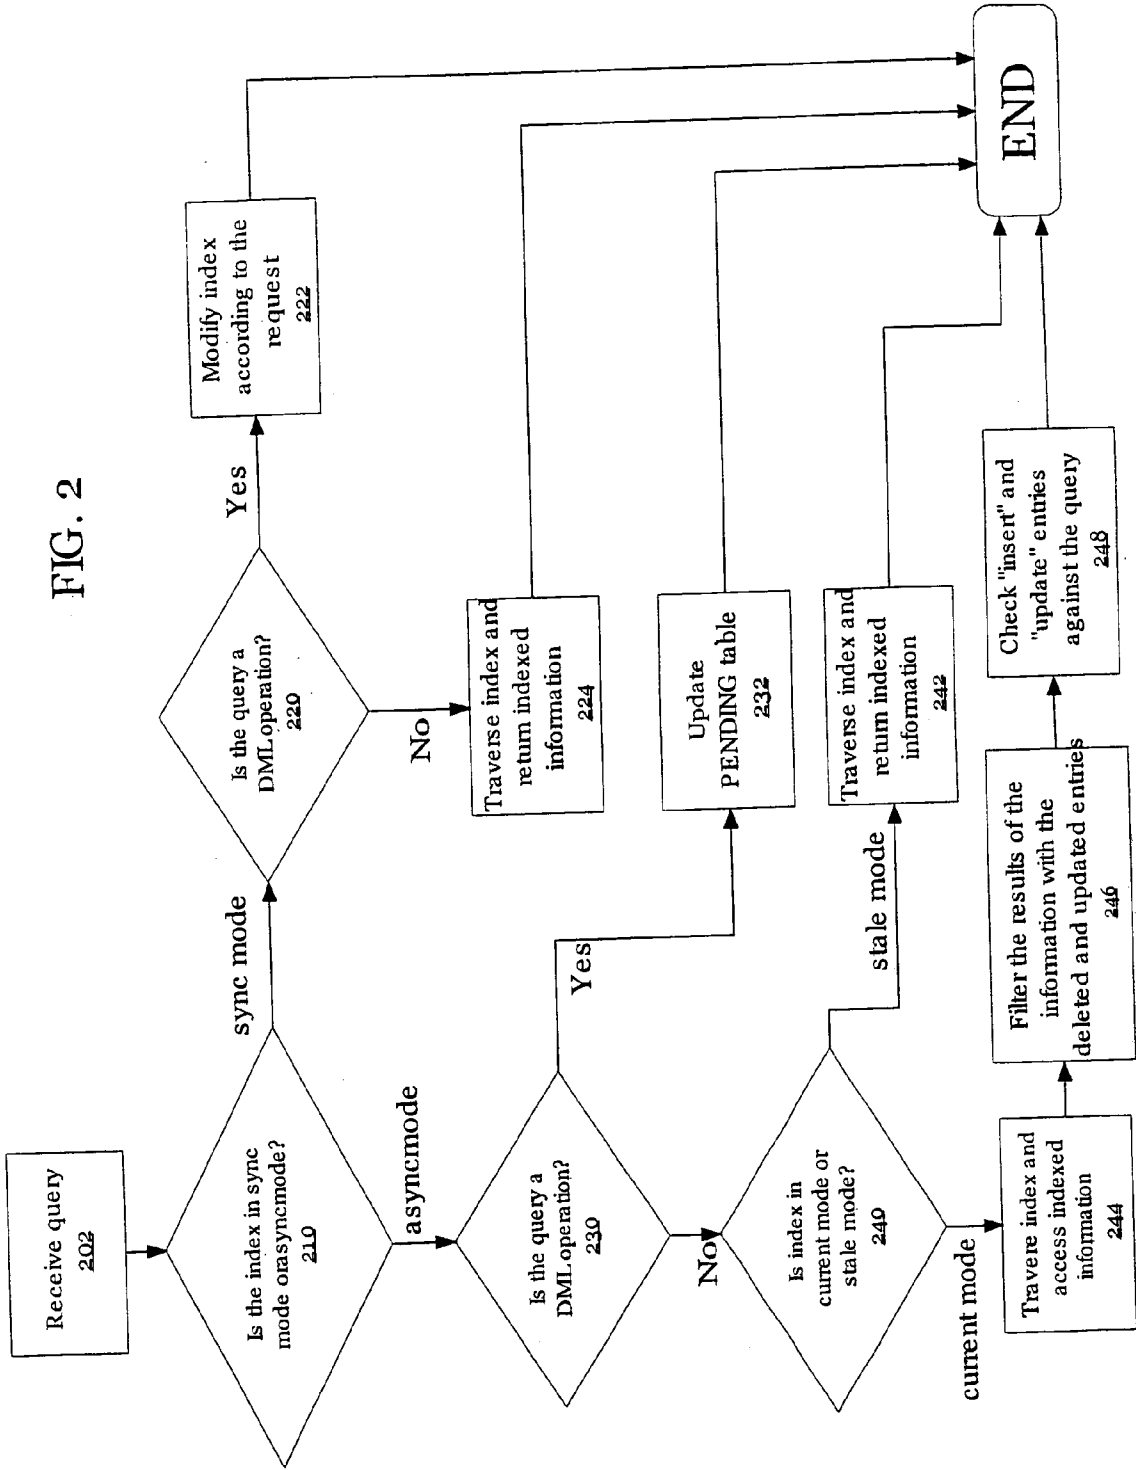 FIG. 2
Receive query
202
Is the index in sync
mode orasyncmode?
210
sync mode
asyncmode
Is the query a
DMLoperation?
220
Yes
No
Modify index
according to the
request
222
Traverse index and
return indexed
information
224
Is the query a
DMLoperation?
230
Yes
No
Update
PENDING table
232
Is index in
current mode or
stale mode?
240
stale mode
current mode
Traverse index and
return indexed
information
242
Travere index and
access indexed
information
244
Filter the results of the
information with the
deleted and updated entries
246
Check "insert" and
"update" entries
against the query
248
END